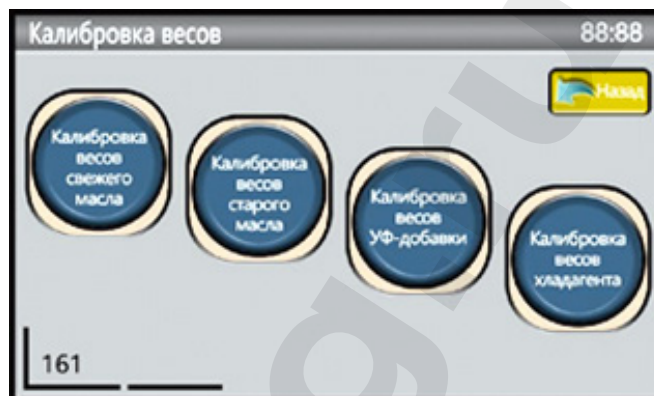 Калибровка весов
88:88
Назад
Калибровка
весов
свежего
масла
Калибровка
весов
старого
масла
Калибровка
весов
УФ-добавки
Калибровка
весов
хладагента
161